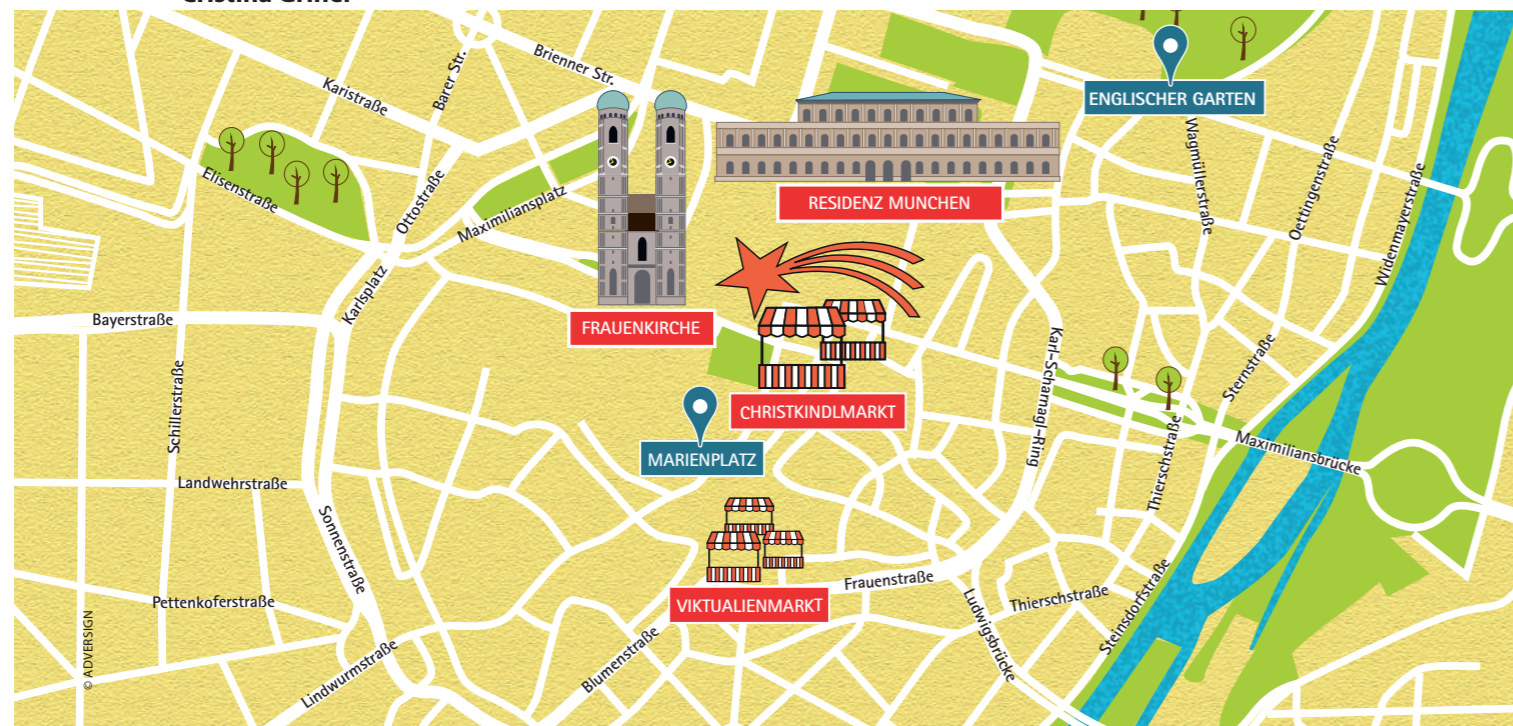 Brienner Str.
Barer Str.
Karistraße
ENGLISCHER GARTEN
Wagmüllerstraße
Oettingenstraße
Widenmayerstraße
Elisenstraße
Ottostraße
Maximiliansplatz
RESIDENZ MUNCHEN
Karlsplatz
Bayerstraße
FRAUENKIRCHE
Karl-Scharnagl-Ring
Sternstraße
Schillerstraße
CHRISTKINDLMARKT
MARIENPLATZ
Maximiliansbrücke
Thierschstraße
Landwehrstraße
Sonnenstraße
Frauenstraße
VIKTUALIENMARKT
Pettenkoferstraße
Thierschstraße
Ludwigsbrücke
Steinsdorfstraße
Blumenstraße
Lindwurmstraße
© ADVERSIGN